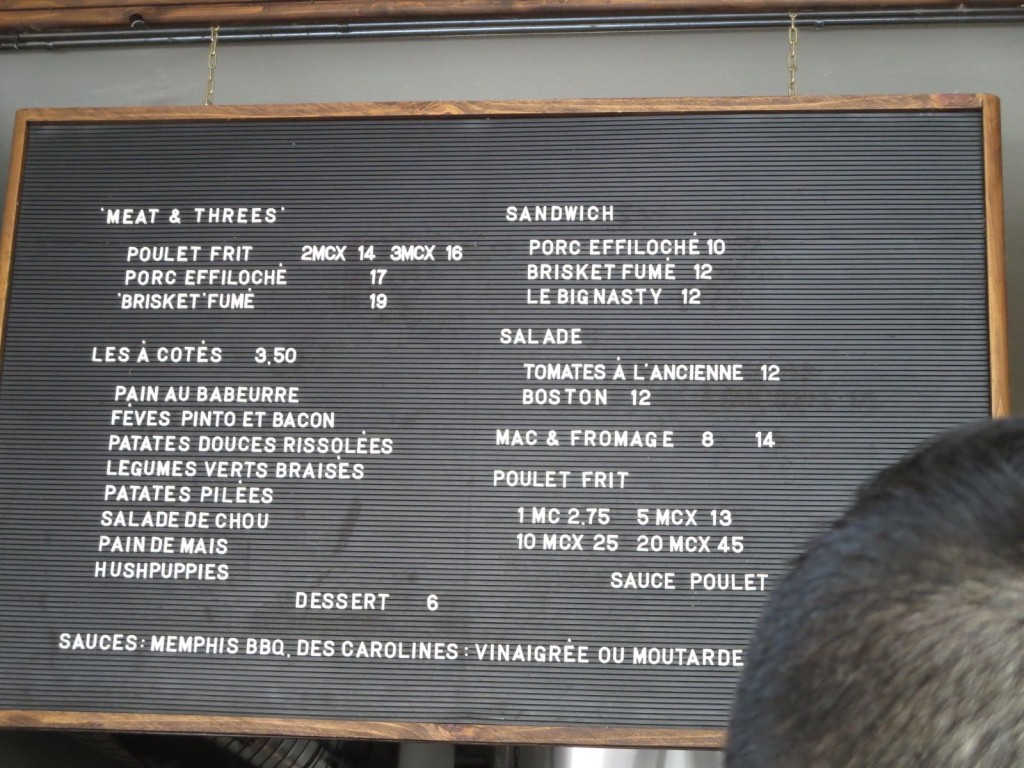 'MEAT & THREES'
POULET FRIT 2MCX 14 3MCX 16
PORC EFFILOCHÉ 17
'BRISKET' FUMÉ 19
LES À COTÉS 3,50
PAIN AU BABEURRE
FÈVES PINTO ET BACON
PATATES DOUCES RISSOLÉES
LÉGUMES VERTS BRAISÉS
PATATES PILÉES
SALADE DE CHOU
PAIN DE MAIS
HUSHPUPPIES
DESSERT 6
SANDWICH
PORC EFFILOCHÉ 10
BRISKET FUMÉ 12
LE BIG NASTY 12
SALADE
TOMATES À L'ANCIENNE 12
BOSTON 12
MAC & FROMAGE 8 14
POULET FRIT
1 MC 2,75 5 MCX 13
10 MCX 25 20 MCX 45
SAUCE POULET
SAUCES: MEMPHIS BBQ, DES CAROLINES: VINAIGRÉE OU MOUTARDE